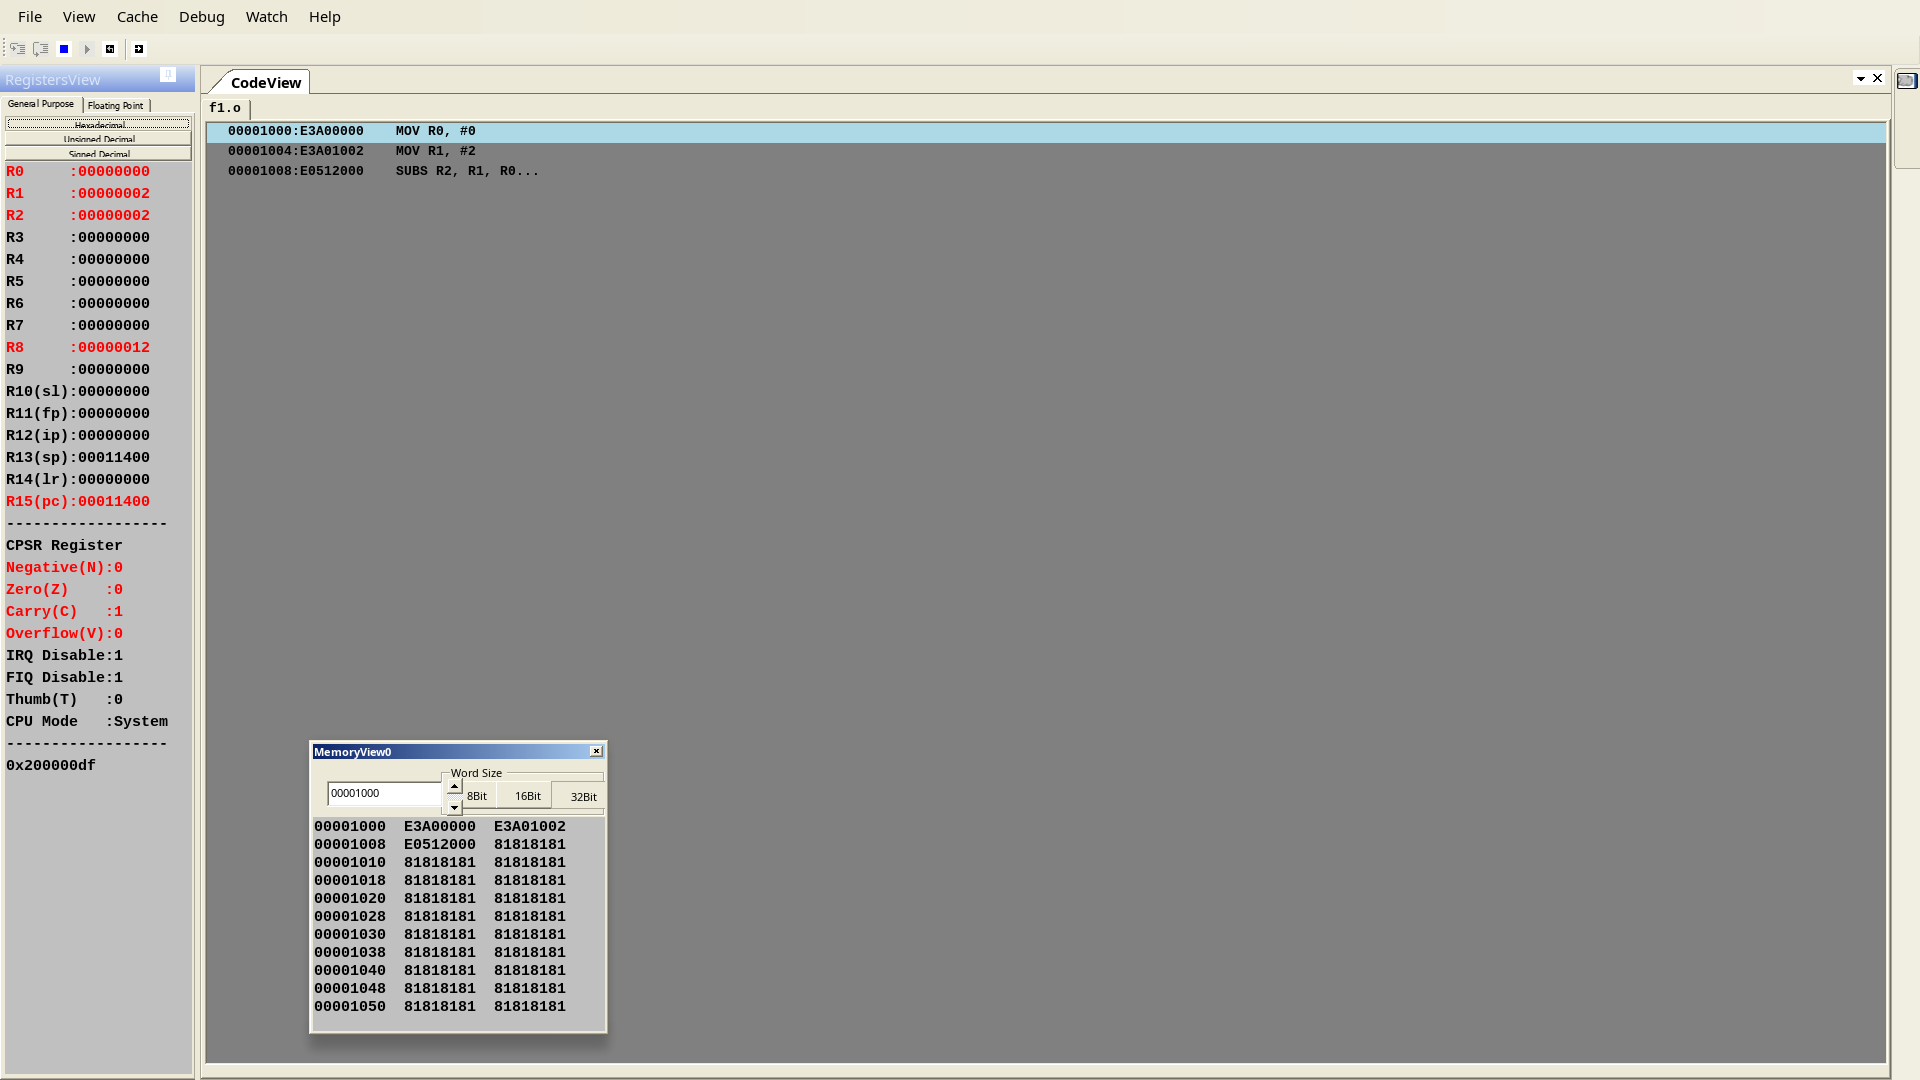 File View Cache Debug Watch Help
RegistersView
General Purpose Floating Point
Hexadecimal
Unsigned Decimal
Signed Decimal
R0     :00000000
R1     :00000002
R2     :00000002
R3     :00000000
R4     :00000000
R5     :00000000
R6     :00000000
R7     :00000000
R8     :00000012
R9     :00000000
R10(sl):00000000
R11(fp):00000000
R12(ip):00000000
R13(sp):00011400
R14(lr):00000000
R15(pc):00011400
------------------
CPSR Register
Negative(N):0
Zero(Z)    :0
Carry(C)   :1
Overflow(V):0
IRQ Disable:1
FIQ Disable:1
Thumb(T)   :0
CPU Mode   :System
------------------
0x200000df
CodeView
f1.o
00001000:E3A00000    MOV R0, #0
00001004:E3A01002    MOV R1, #2
00001008:E0512000    SUBS R2, R1, R0...
MemoryView0
Word Size
00001000 8Bit 16Bit 32Bit
00001000  E3A00000  E3A01002
00001008  E0512000  81818181
00001010  81818181  81818181
00001018  81818181  81818181
00001020  81818181  81818181
00001028  81818181  81818181
00001030  81818181  81818181
00001038  81818181  81818181
00001040  81818181  81818181
00001048  81818181  81818181
00001050  81818181  81818181